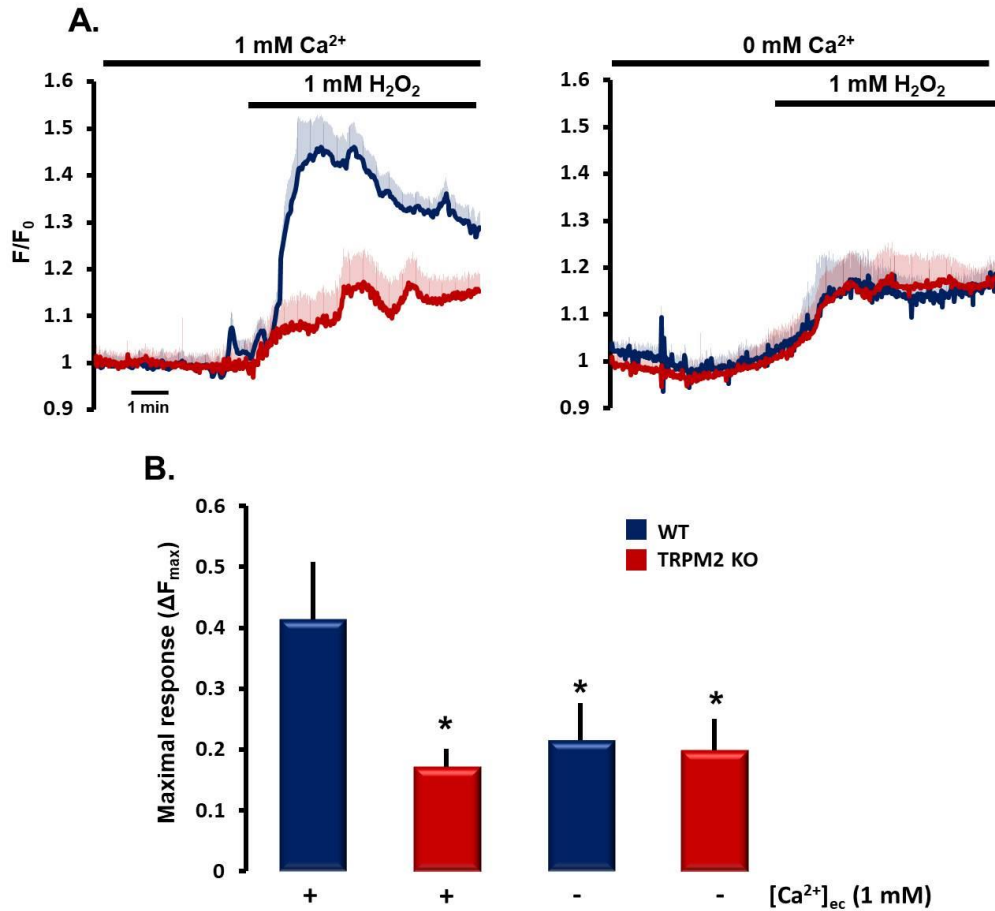 A.
1 mM Ca²⁺
1 mM H₂O₂
F/F₀
1.6
1.5
1.4
1.3
1.2
1.1
1
0.9
1 min
0 mM Ca²⁺
1 mM H₂O₂
1.6
1.5
1.4
1.3
1.2
1.1
1
0.9
B.
Maximal response (ΔFₘₐₓ)
0.6
0.5
0.4
0.3
0.2
0.1
0
WT
TRPM2 KO
*
*
*
+ + - - [Ca²⁺]ec (1 mM)